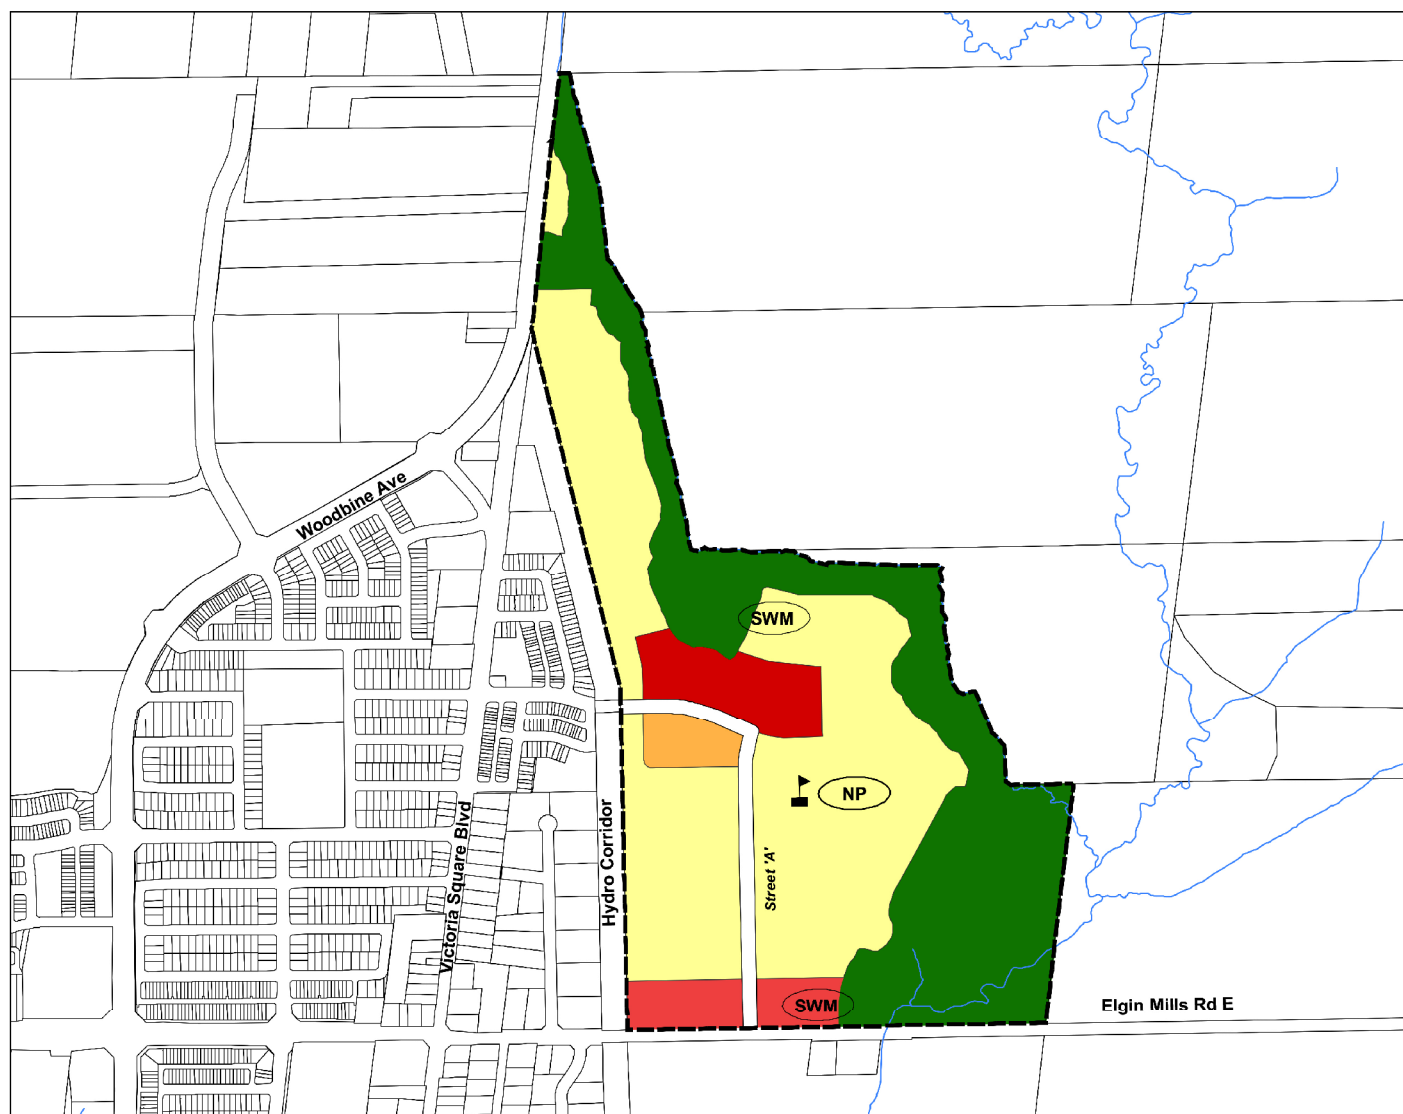 Woodbine Ave
SWM
NP
Street 'A'
Hydro Corridor
Victoria Square Blvd
SWM
Elgin Mills Rd E